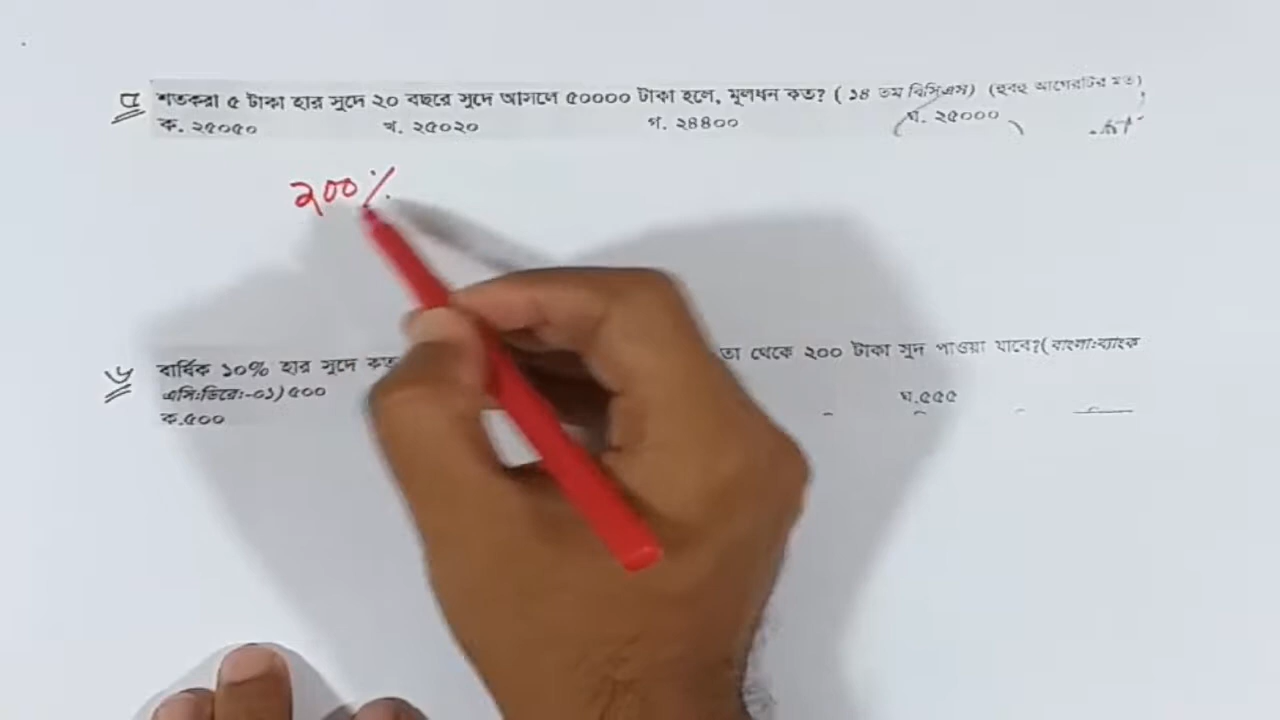 ৫ শতকরা ৫ টাকা হার সুদে ২০ বছরে সুদে আসলে ৫০০০০ টাকা হলে, মূলধন কত? ( ১৪ তম বিসিএস) (হুবহু আগেরটির মত)
ক. ২৫০৫০ খ. ২৫০২০ গ. ২৪৪০০ ঘ. ২৫০০০
২০০%
৬ বার্ষিক ১০% হার সুদে কত তা থেকে ২০০ টাকা সুদ পাওয়া যাবে?(বাংলা:ব্যাংক
এসি:ডিরে:-০১)৫০০ ঘ.৫৫৫
ক.৫০০